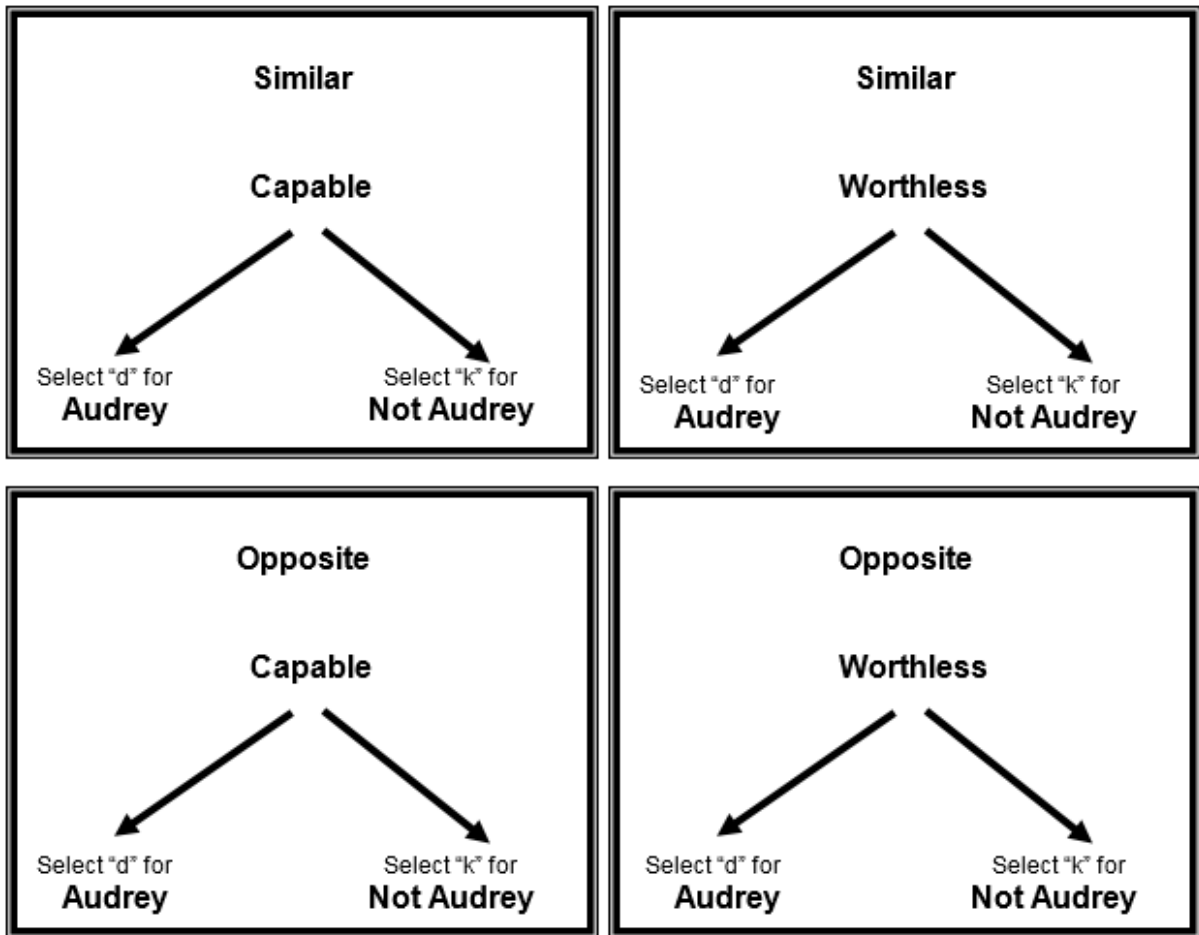 Similar
Capable
Select “d” for
Audrey
Select “k” for
Not Audrey
Similar
Worthless
Select “d” for
Audrey
Select “k” for
Not Audrey
Opposite
Capable
Select “d” for
Audrey
Select “k” for
Not Audrey
Opposite
Worthless
Select “d” for
Audrey
Select “k” for
Not Audrey